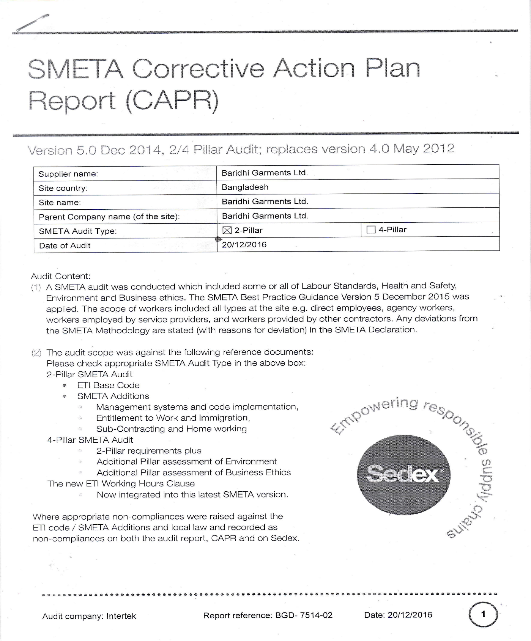 SMETA Corrective Action Plan
Report (CAPR)
Version 5.0 Dec 2014, 2/4 Pillar Audit; replaces version 4.0 May 2012
Supplier name: Baridhi Garments Ltd.
Site country: Bangladesh
Site name: Baridhi Garments Ltd.
Parent Company name (of the site): Baridhi Garments Ltd.
SMETA Audit Type: ☒ 2-Pillar ☐ 4-Pillar
Date of Audit 20/12/2016
Audit Content:
(1) A SMETA audit was conducted which included some or all of Labour Standards, Health and Safety,
Environment and Business ethics. The SMETA Best Practice Guidance Version 5 December 2015 was
applied. The scope of workers included all types at the site e.g. direct employees, agency workers,
workers employed by service providers, and workers provided by other contractors. Any deviations from
the SMETA Methodology are stated (with reasons for deviation) in the SMETA Declaration.
(2) The audit scope was against the following reference documents:
Please check appropriate SMETA Audit Type in the above box:
2-Pillar SMETA Audit
ETI Base Code
SMETA Additions
Management systems and code implementation,
Entitlement to Work and Immigration,
Sub-Contracting and Home working
4-Pillar SMETA Audit
2-Pillar requirements plus
Additional Pillar assessment of Environment
Additional Pillar assessment of Business Ethics
The new ETI Working Hours Clause
Now integrated into this latest SMETA version.
Where appropriate non-compliances were raised against the
ETI code / SMETA Additions and local law and recorded as
non-compliances on both the audit report, CAPR and on Sedex.
Empowering responsible supply chains
Sedex
Audit company: Intertek Report reference: BGD- 7514-02 Date: 20/12/2016 1